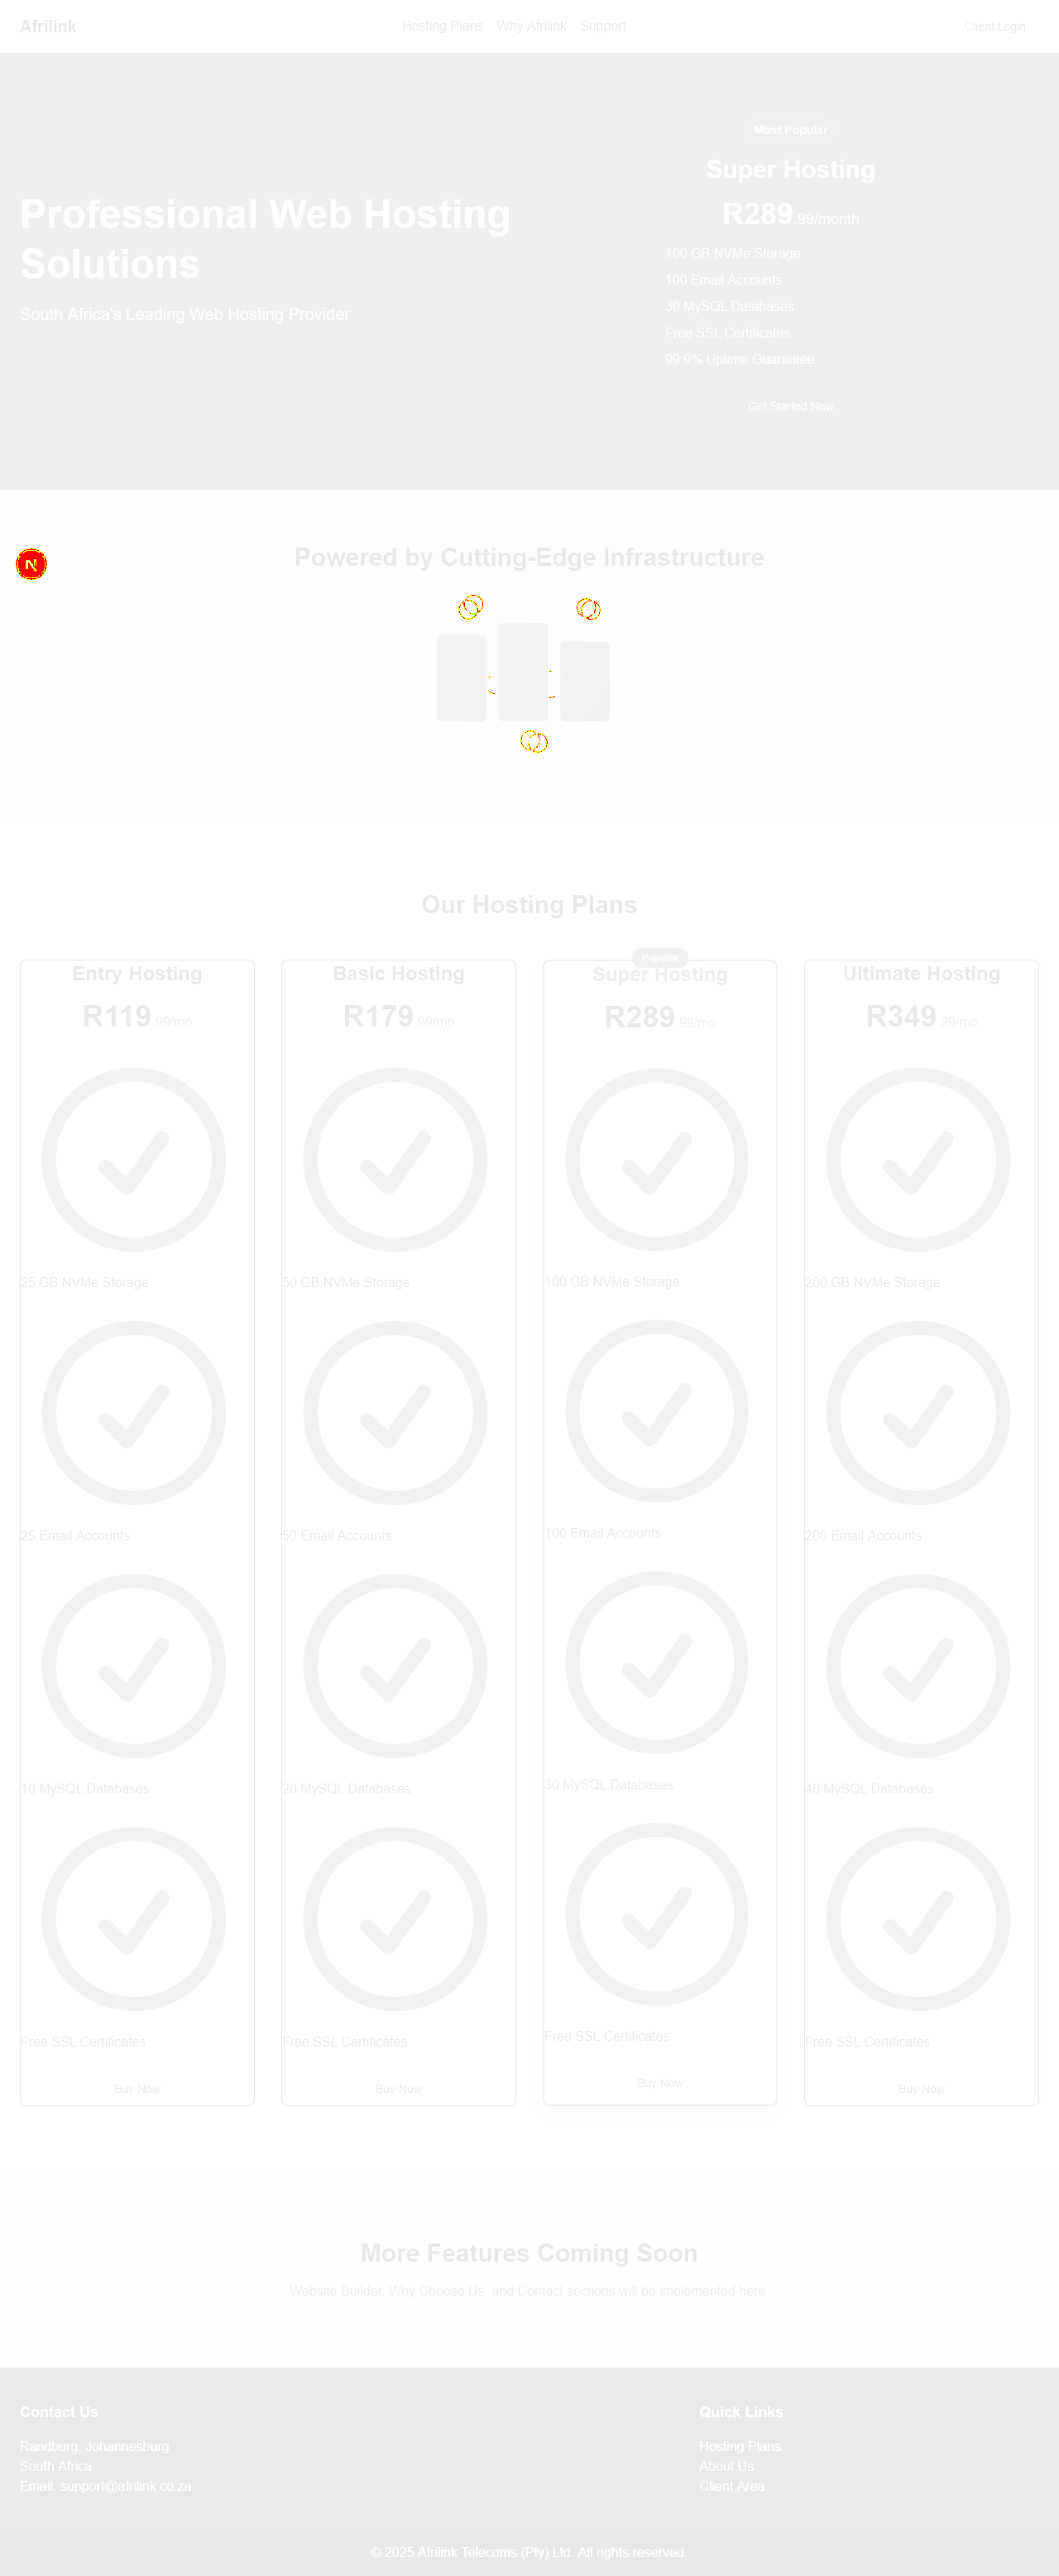 Afrilink
Hosting Plans Why Afrilink Support
Client Login
Professional Web Hosting
Solutions
South Africa's Leading Web Hosting Provider
Most Popular
Super Hosting
R289.99/month
100 GB NVMe Storage
100 Email Accounts
30 MySQL Databases
Free SSL Certificates
99.9% Uptime Guarantee
Get Started Now
N
Powered by Cutting-Edge Infrastructure
Our Hosting Plans
Entry Hosting
R119.99/mo
25 GB NVMe Storage
25 Email Accounts
10 MySQL Databases
Free SSL Certificates
Buy Now
Basic Hosting
R179.99/mo
50 GB NVMe Storage
50 Email Accounts
20 MySQL Databases
Free SSL Certificates
Buy Now
Popular
Super Hosting
R289.99/mo
100 GB NVMe Storage
100 Email Accounts
30 MySQL Databases
Free SSL Certificates
Buy Now
Ultimate Hosting
R349.99/mo
200 GB NVMe Storage
200 Email Accounts
40 MySQL Databases
Free SSL Certificates
Buy Now
More Features Coming Soon
Website Builder, Why Choose Us, and Contact sections will be implemented here.
Contact Us
Randburg, Johannesburg
South Africa
Email: support@afrilink.co.za
Quick Links
Hosting Plans
About Us
Client Area
© 2025 Afrilink Telecoms (Pty) Ltd. All rights reserved.